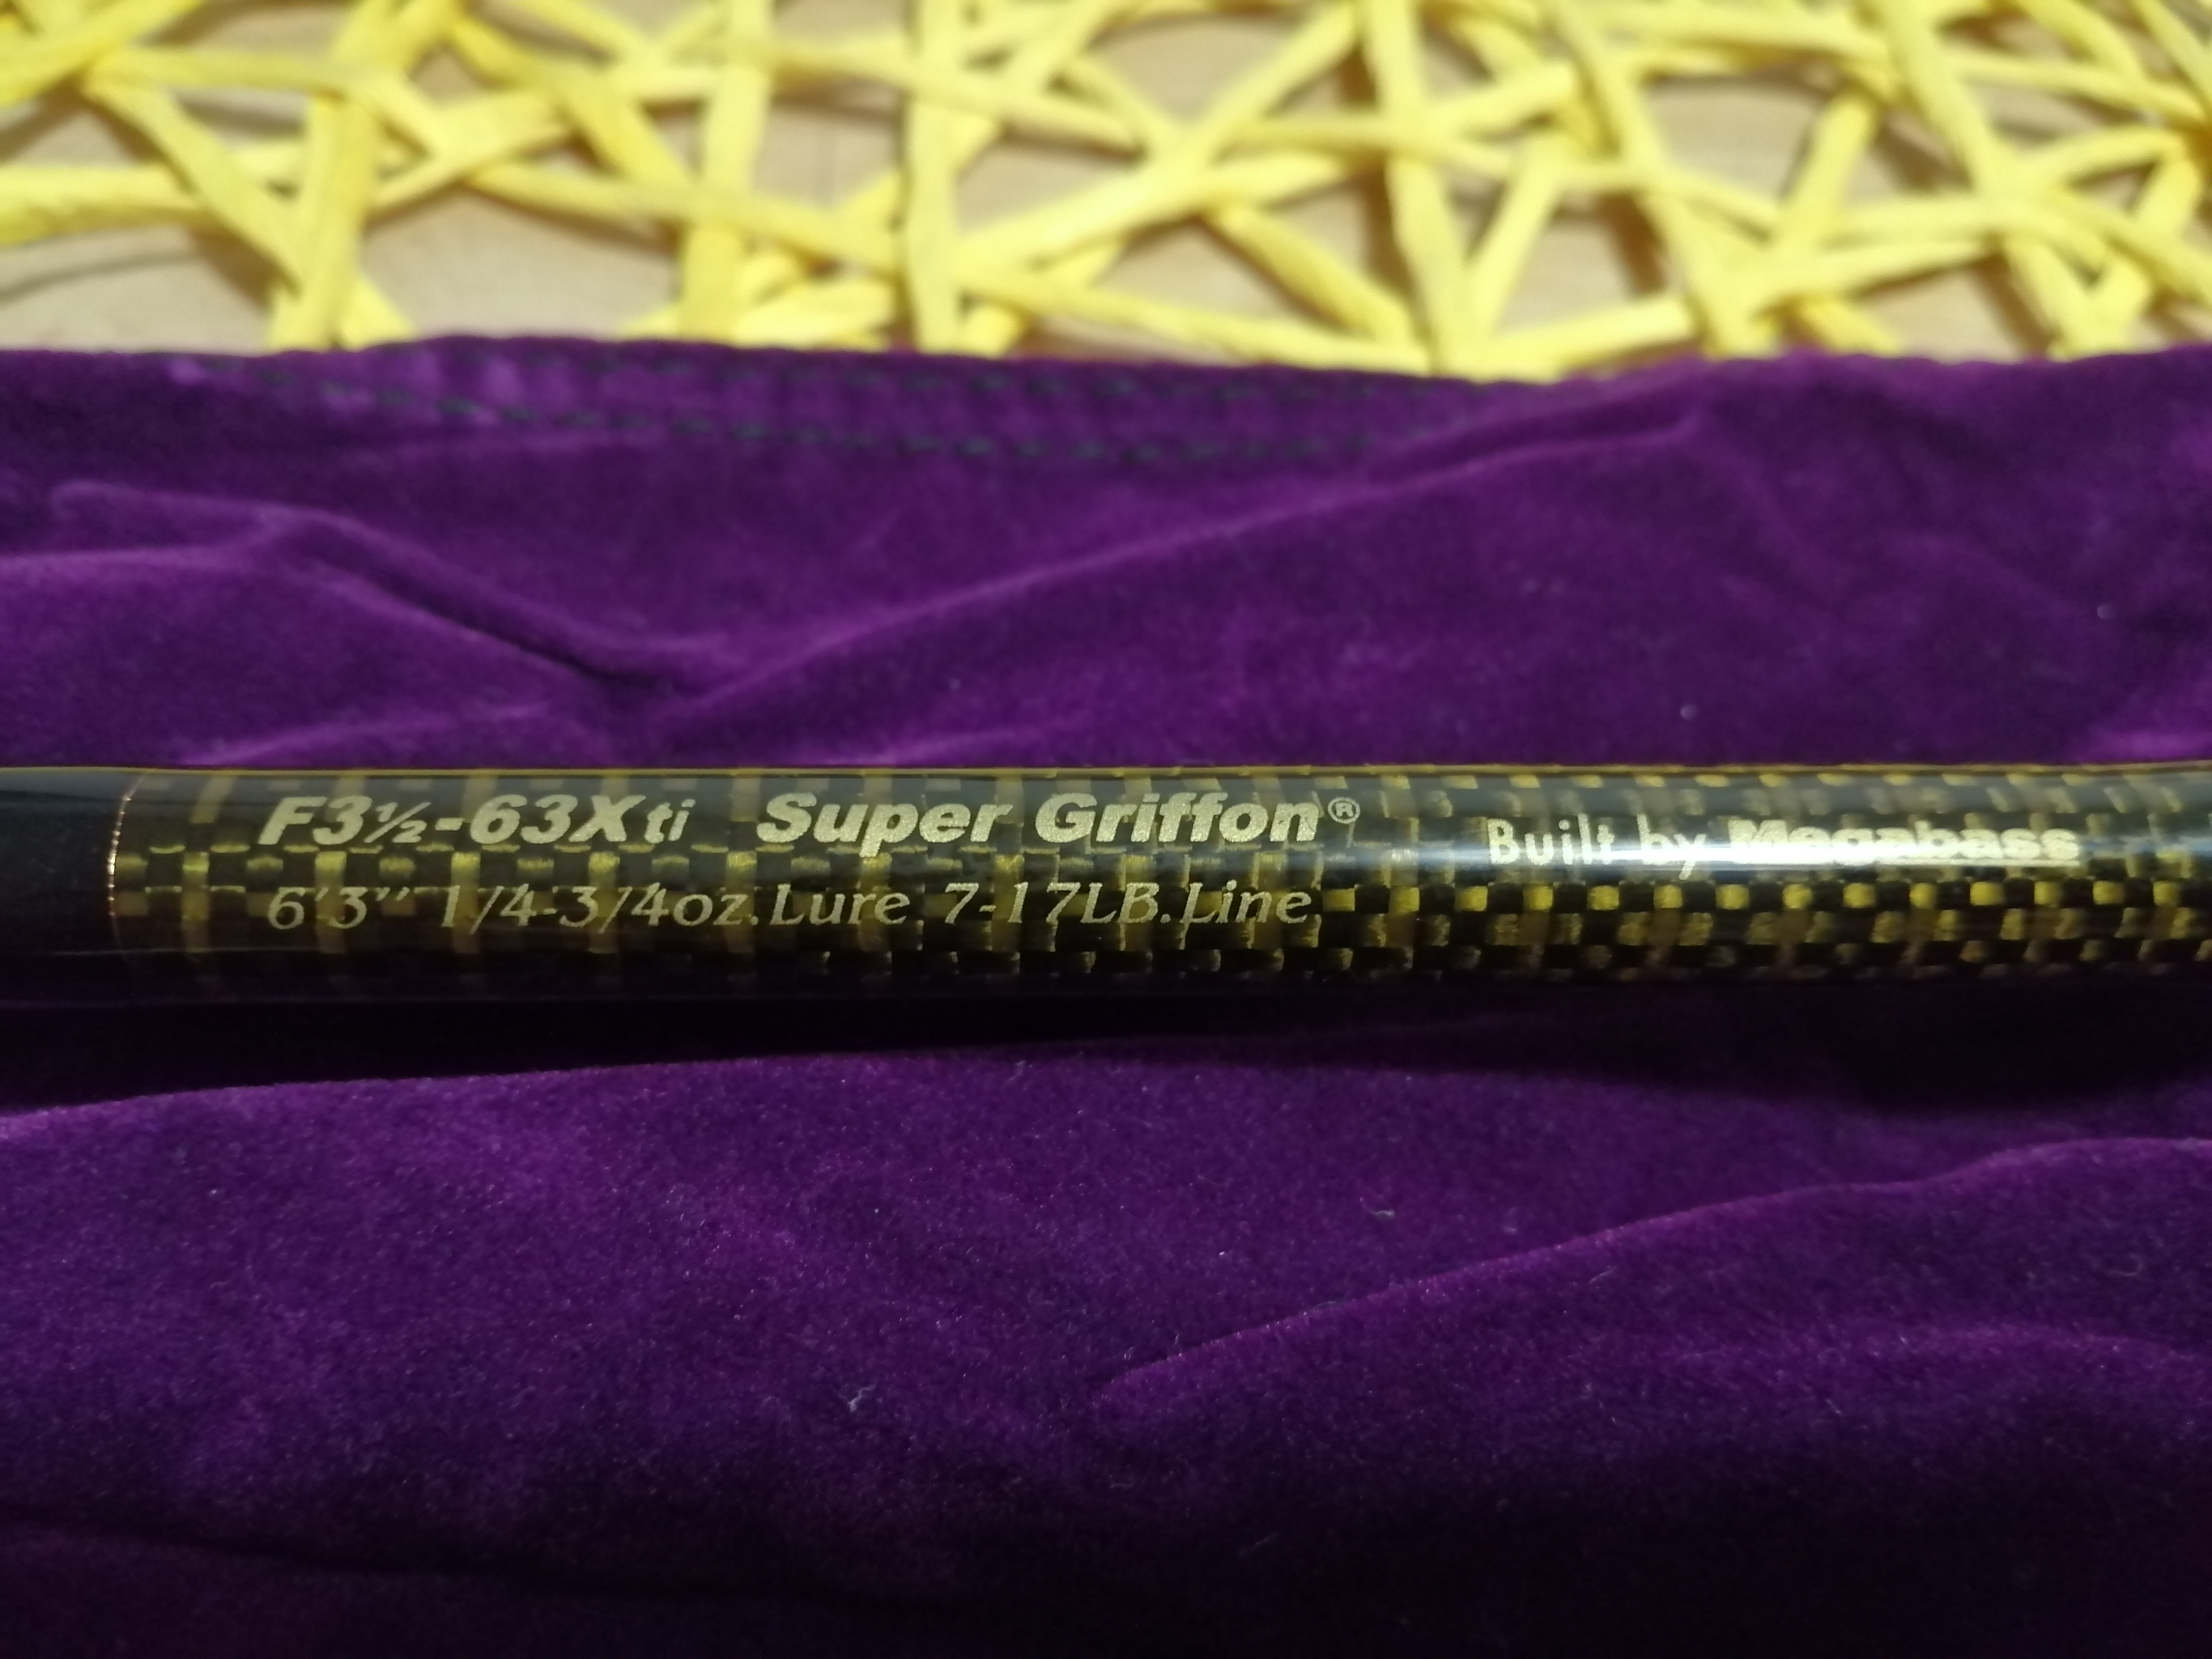 F3½-63Xti Super Griffon® Built by Megabass
6'3" 1/4-3/4oz.Lure, 7-17LB.Line,